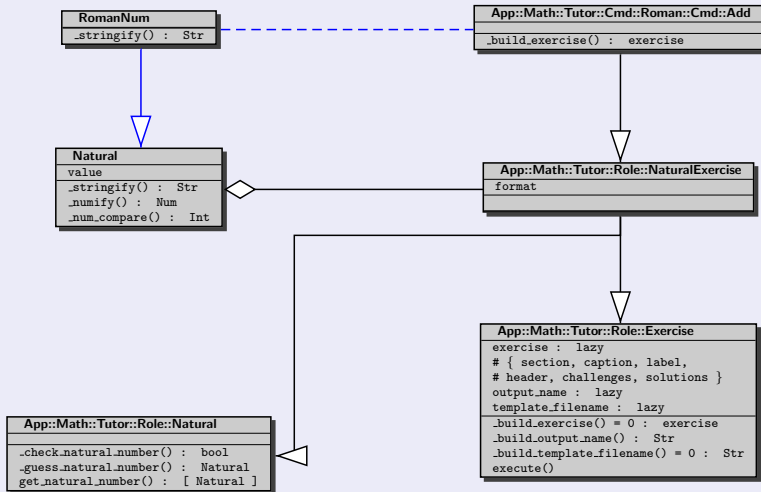 RomanNum
_stringify() : Str
App::Math::Tutor::Cmd::Roman::Cmd::Add
_build_exercise() : exercise
Natural
value
_stringify() : Str
_numify() : Num
_num_compare() : Int
App::Math::Tutor::Role::NaturalExercise
format
App::Math::Tutor::Role::Exercise
exercise : lazy
# { section, caption, label,
# header, challenges, solutions }
output_name : lazy
template_filename : lazy
_build_exercise() = 0 : exercise
_build_output_name() : Str
_build_template_filename() = 0 : Str
execute()
App::Math::Tutor::Role::Natural
_check_natural_number() : bool
_guess_natural_number() : Natural
get_natural_number() : [ Natural ]